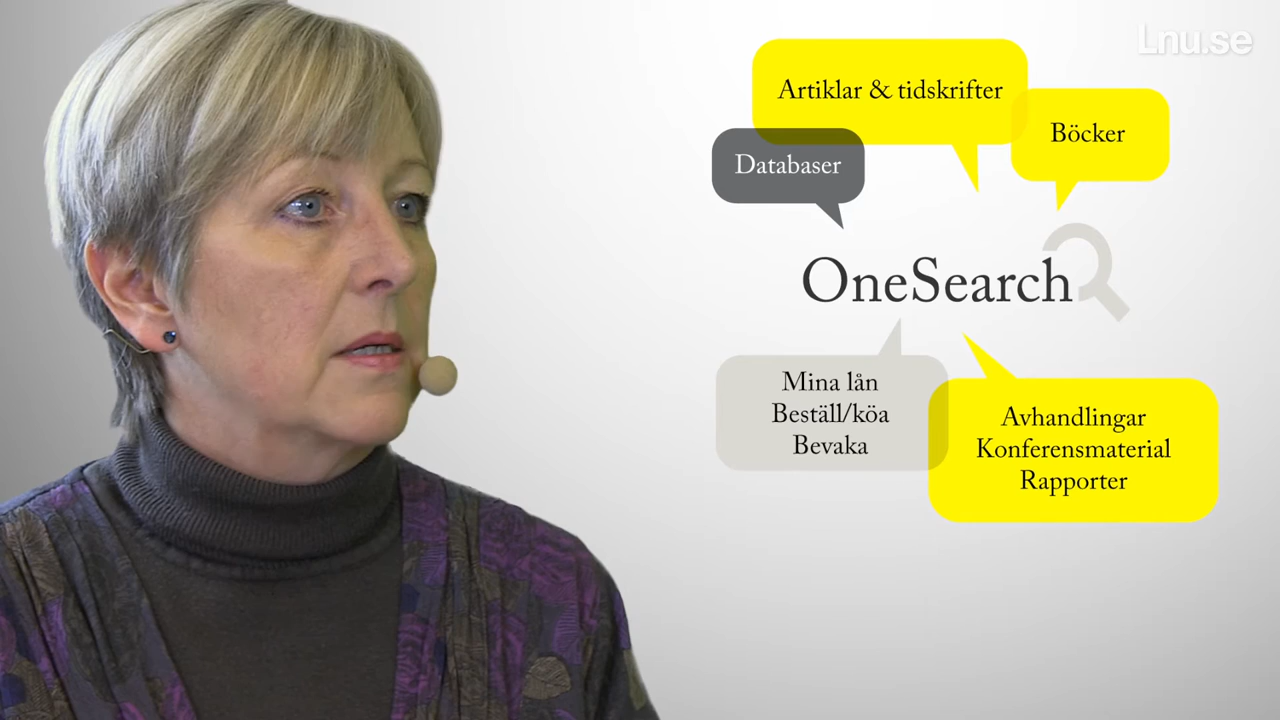 Lnu.se
Artiklar & tidskrifter
Böcker
Databaser
OneSearch
Mina lån
Beställ/köa
Bevaka
Avhandlingar
Konferensmaterial
Rapporter